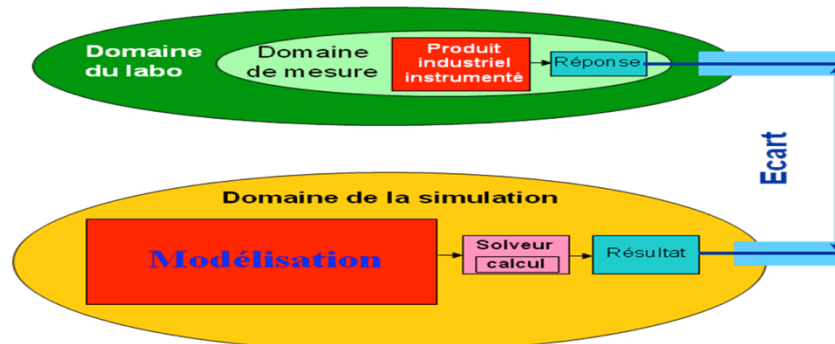 Domaine
du labo
Domaine
de mesure
Produit
industriel
instrumenté
Réponse
Ecart
Domaine de la simulation
Modélisation
Solveur
calcul
Résultat